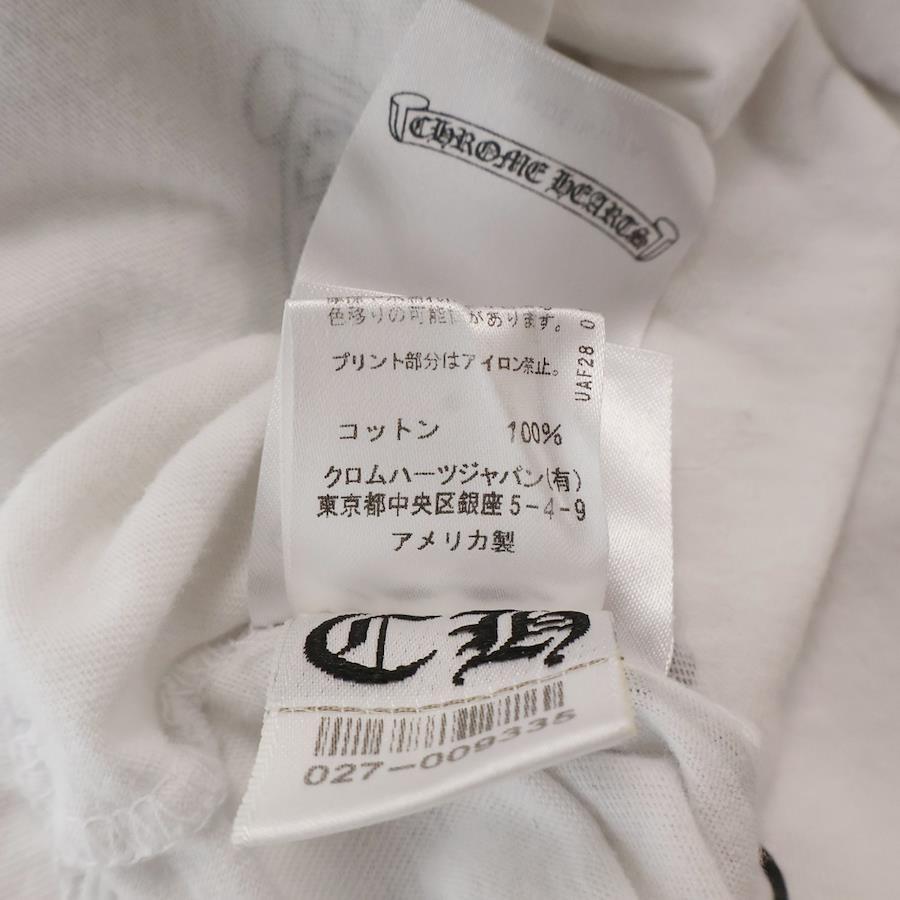 CHROME HEARTS
色移りの可能性があります。
プリント部分はアイロン禁止。
UAF28 0
コットン 100%
クロムハーツジャパン(有)
東京都中央区銀座5-4-9
アメリカ製
CH
027-009335